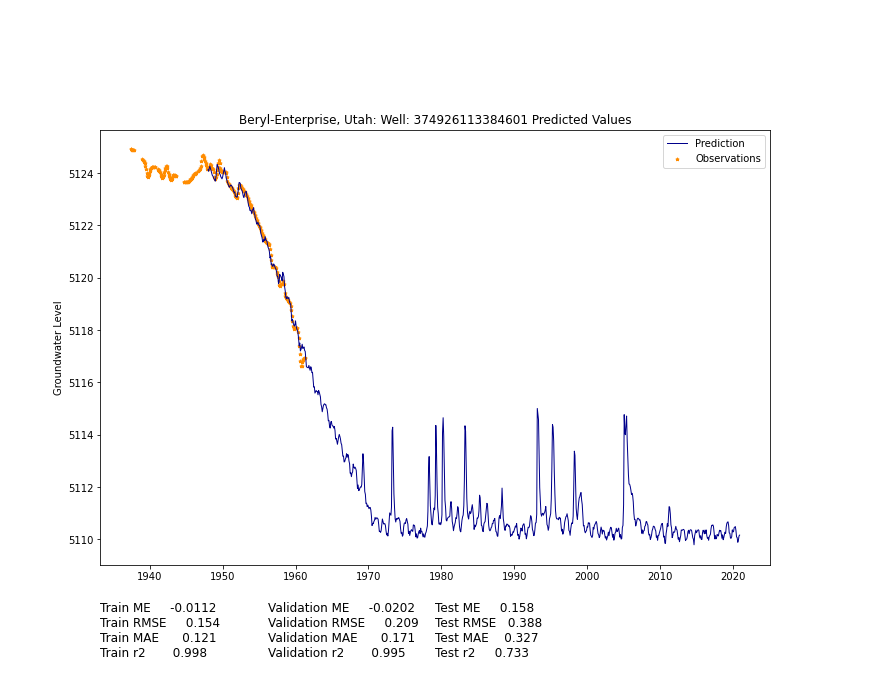 Beryl-Enterprise, Utah: Well: 374926113384601 Predicted Values
Prediction
Observations
Groundwater Level
5124
5122
5120
5118
5116
5114
5112
5110
1940 1950 1960 1970 1980 1990 2000 2010 2020
Train ME -0.0112 Validation ME -0.0202 Test ME 0.158
Train RMSE 0.154 Validation RMSE 0.209 Test RMSE 0.388
Train MAE 0.121 Validation MAE 0.171 Test MAE 0.327
Train r2 0.998 Validation r2 0.995 Test r2 0.733